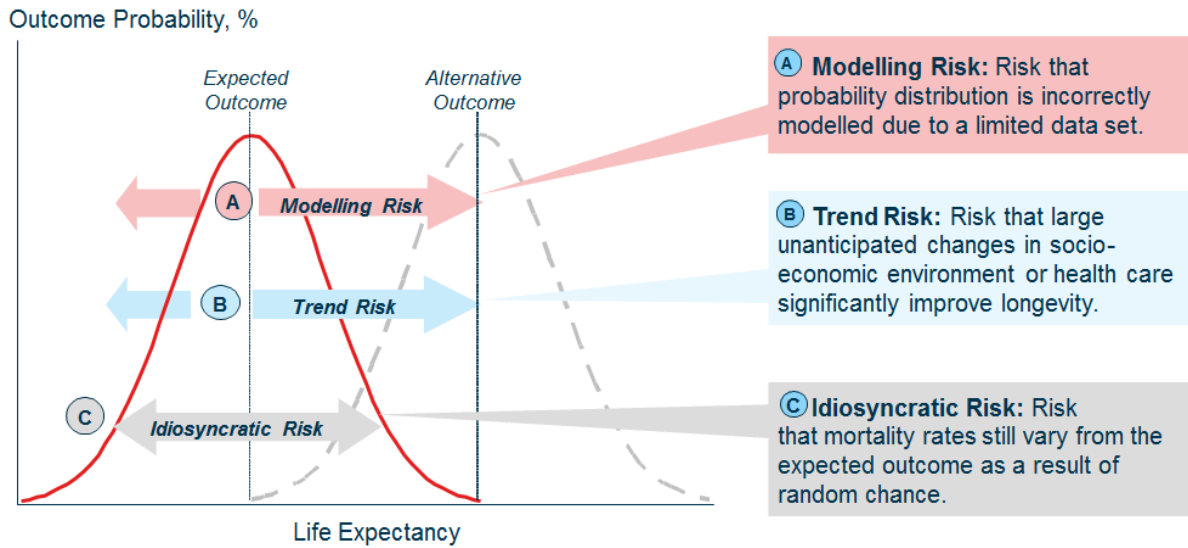 Outcome Probability, %
Expected
Outcome
Alternative
Outcome
A
Modelling Risk
B
Trend Risk
C
Idiosyncratic Risk
Life Expectancy
A Modelling Risk: Risk that
probability distribution is incorrectly
modelled due to a limited data set.
B Trend Risk: Risk that large
unanticipated changes in socio-
economic environment or health care
significantly improve longevity.
C Idiosyncratic Risk: Risk
that mortality rates still vary from the
expected outcome as a result of
random chance.